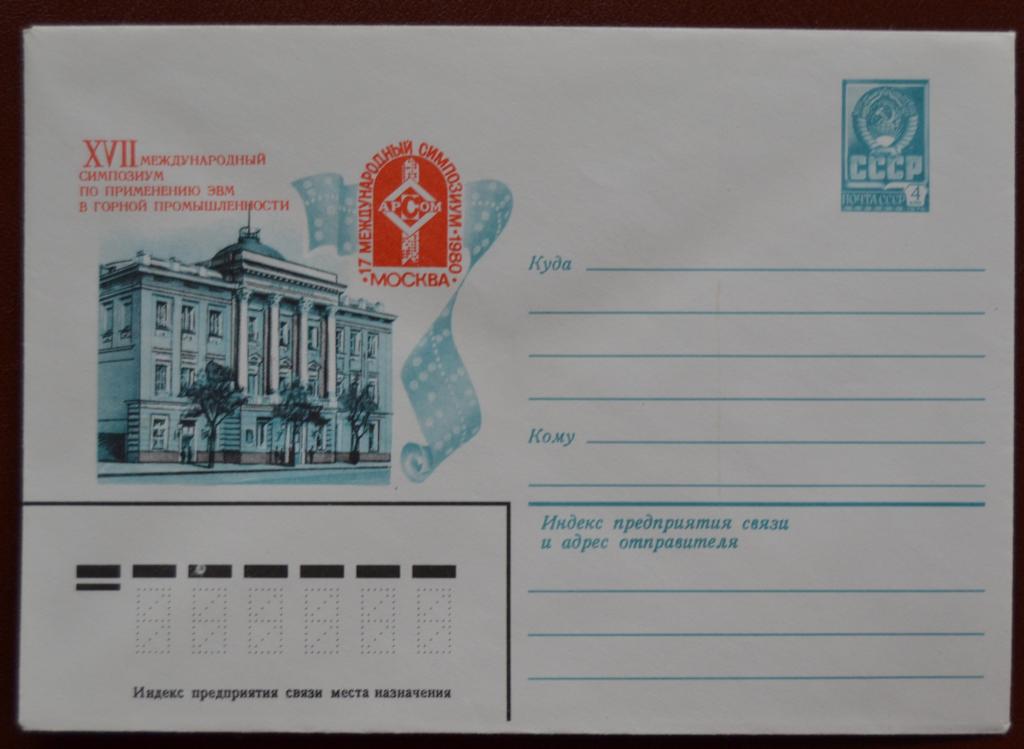 XVII МЕЖДУНАРОДНЫЙ
СИМПОЗИУМ
ПО ПРИМЕНЕНИЮ ЭВМ
В ГОРНОЙ ПРОМЫШЛЕННОСТИ
•17 МЕЖДУНАРОДНЫЙ СИМПОЗИУМ•1980•
АРСОМ
МОСКВА
СССР
ПОЧТА СССР
4
Куда
Кому
Индекс предприятия связи
и адрес отправителя
Индекс предприятия связи места назначения